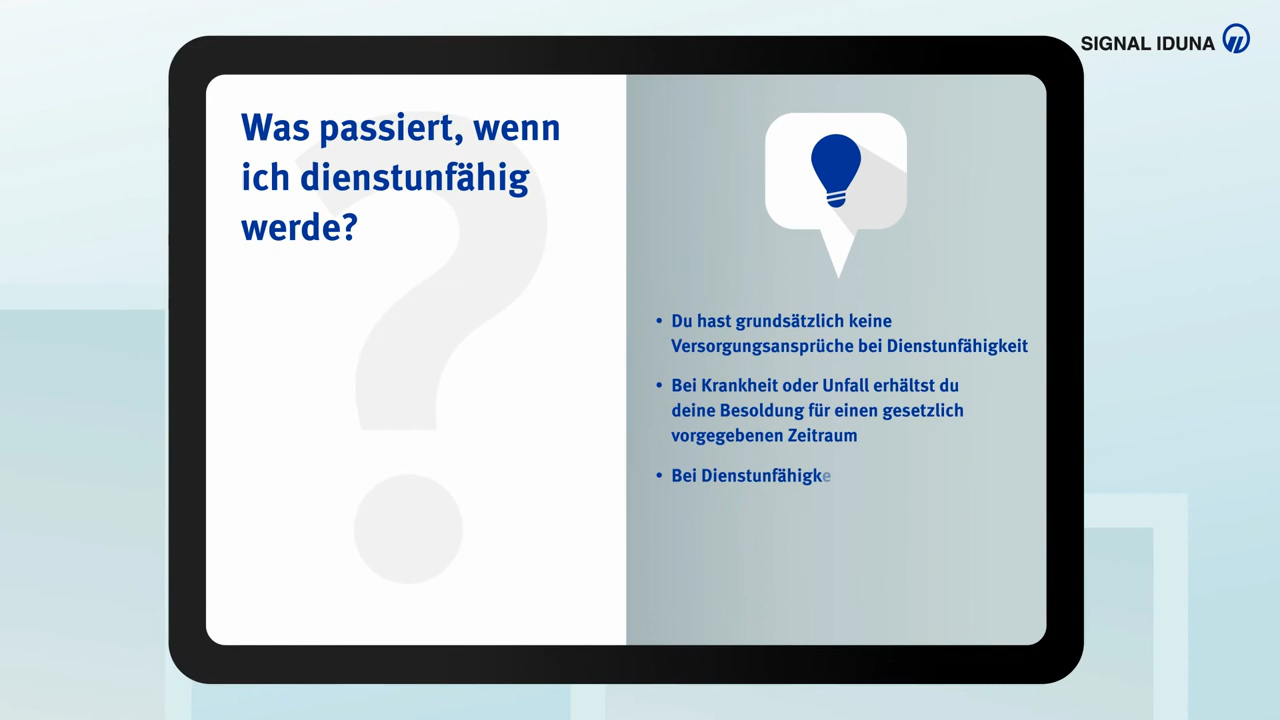 SIGNAL IDUNA
Was passiert, wenn
ich dienstunfähig
werde?
• Du hast grundsätzlich keine
Versorgungsansprüche bei Dienstunfähigkeit
• Bei Krankheit oder Unfall erhältst du
deine Besoldung für einen gesetzlich
vorgegebenen Zeitraum
• Bei Dienstunfähigke